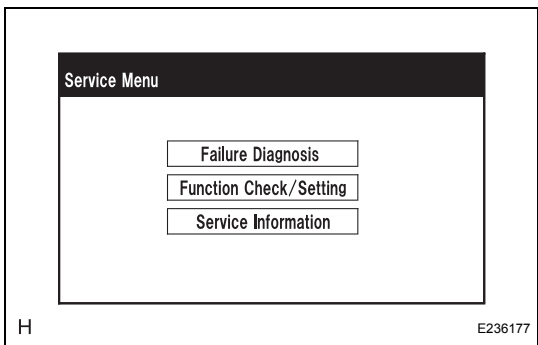 Service Menu
Failure Diagnosis
Function Check/Setting
Service Information
H
E236177